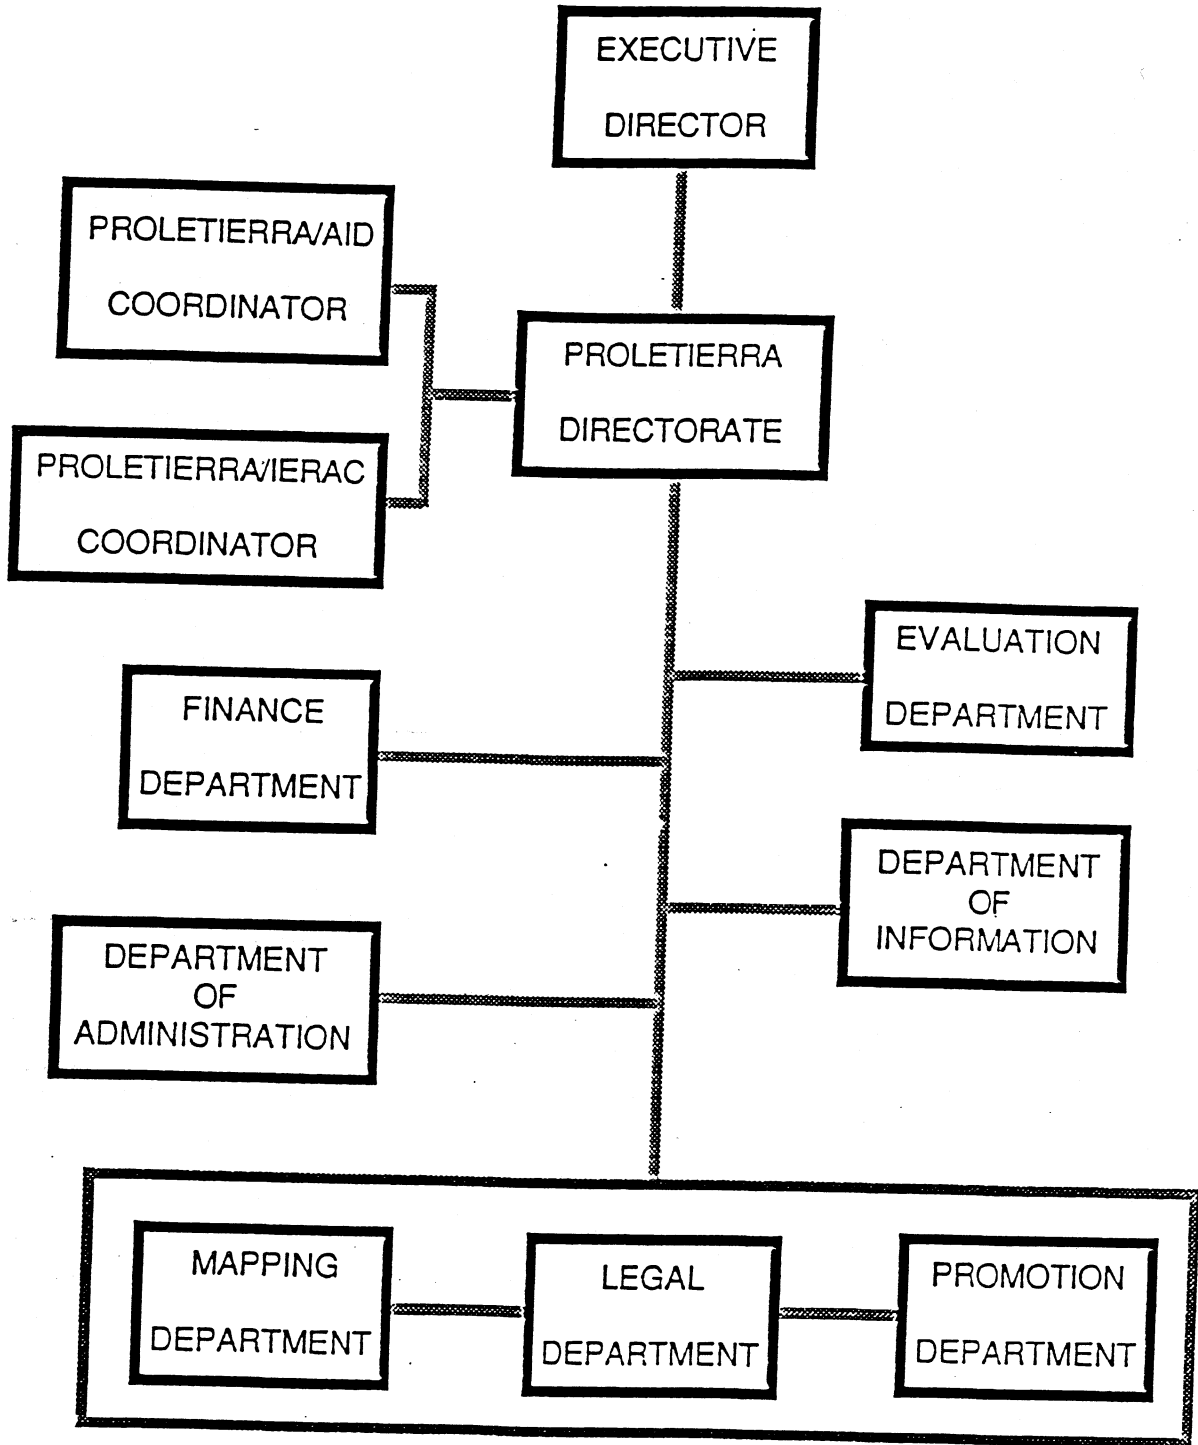 EXECUTIVE
DIRECTOR
PROLETIERRA/AID
COORDINATOR
PROLETIERRA
DIRECTORATE
PROLETIERRA/IERAC
COORDINATOR
EVALUATION
DEPARTMENT
FINANCE
DEPARTMENT
DEPARTMENT
OF
INFORMATION
DEPARTMENT
OF
ADMINISTRATION
MAPPING
DEPARTMENT
LEGAL
DEPARTMENT
PROMOTION
DEPARTMENT